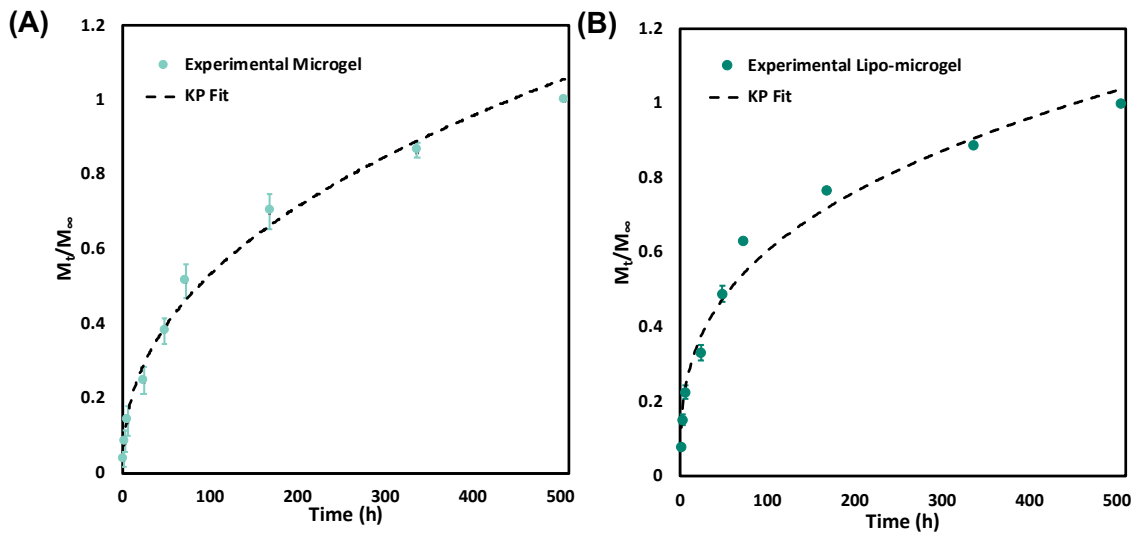 (A)
1.2
1
0.8
0.6
0.4
0.2
0
Mt/M∞
Experimental Microgel
KP Fit
0 100 200 300 400 500
Time (h)
(B)
1.2
1
0.8
0.6
0.4
0.2
0
Mt/M∞
Experimental Lipo-microgel
KP Fit
0 100 200 300 400 500
Time (h)